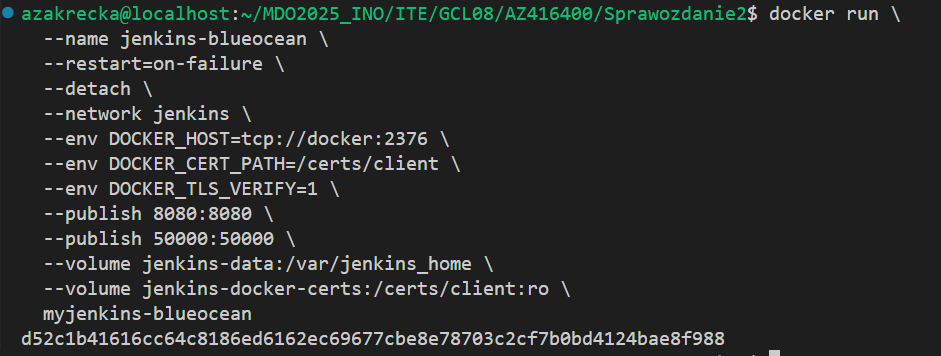 azakrecka@localhost:~/MDO2025_INO/ITE/GCL08/AZ416400/Sprawozdanie2$ docker run \
--name jenkins-blueocean \
--restart=on-failure \
--detach \
--network jenkins \
--env DOCKER_HOST=tcp://docker:2376 \
--env DOCKER_CERT_PATH=/certs/client \
--env DOCKER_TLS_VERIFY=1 \
--publish 8080:8080 \
--publish 50000:50000 \
--volume jenkins-data:/var/jenkins_home \
--volume jenkins-docker-certs:/certs/client:ro \
myjenkins-blueocean
d52c1b41616cc64c8186ed6162ec69677cbe8e78703c2cf7b0bd4124bae8f988